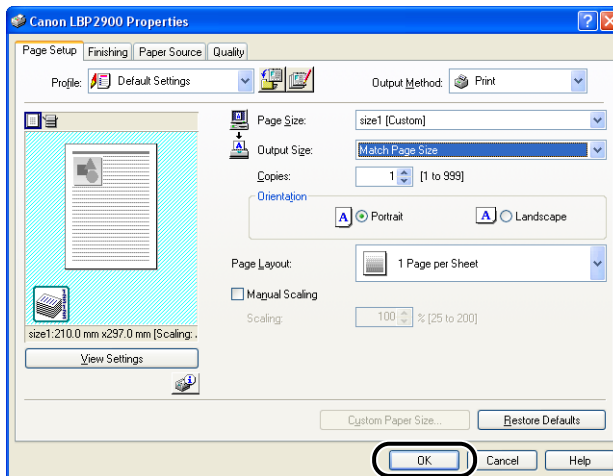 Canon LBP2900 Properties
Page Setup Finishing Paper Source Quality
Profile: Default Settings Output Method: Print
Page Size: size1 [Custom]
Output Size: Match Page Size
Copies: 1 [1 to 999]
Orientation
A Portrait A Landscape
Page Layout: 1 Page per Sheet
Manual Scaling
Scaling: 100 % [25 to 200]
size1:210.0 mm x297.0 mm [Scaling: .
View Settings
Custom Paper Size... Restore Defaults
OK Cancel Help